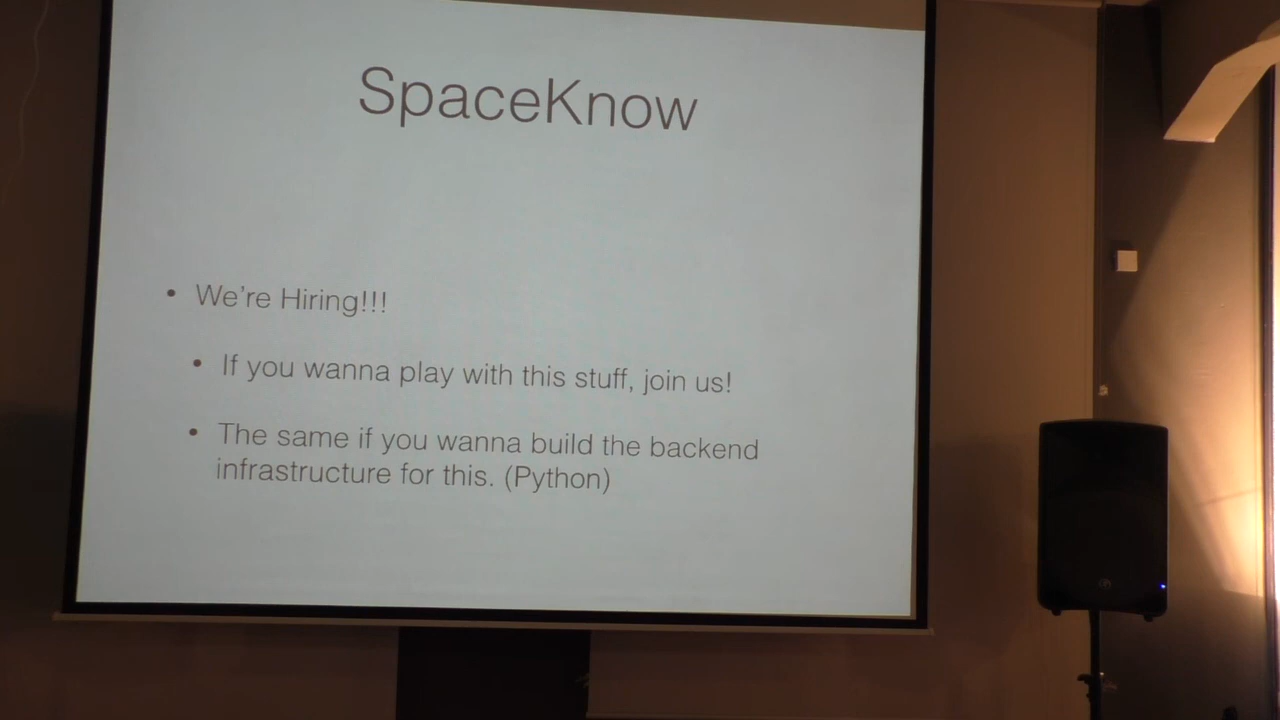 SpaceKnow
• We're Hiring!!!
• If you wanna play with this stuff, join us!
• The same if you wanna build the backend
infrastructure for this. (Python)